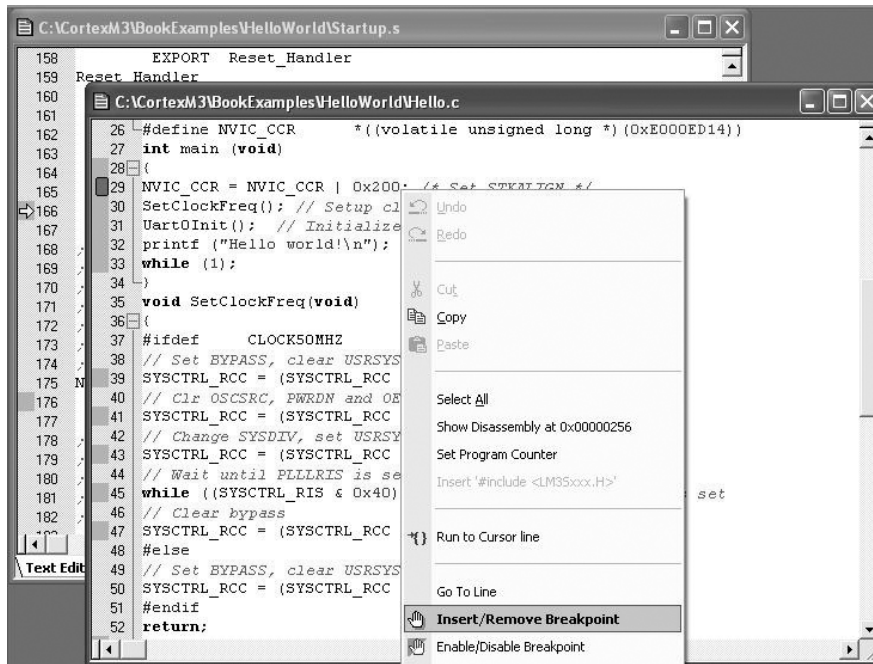 C:\CortexM3\BookExamples\HelloWorld\Startup.s
158 EXPORT Reset_Handler
159 Reset_Handler
160
161
162
163
164
165
166
167
168 ;
169 ;
170 ;
171 ;
172 ;
173 ;
174 ;
175 N
176
177
178 ;
179 ;
180 ;
181 ;
182 ;
Text Edit
C:\CortexM3\BookExamples\HelloWorld\Hello.c
26 #define NVIC_CCR *((volatile unsigned long *)(0xE000ED14))
27 int main (void)
28 {
29 NVIC_CCR = NVIC_CCR | 0x200; /* Set STKALIGN */
30 SetClockFreq(); // Setup cl
31 Uart0Init(); // Initialize
32 printf ("Hello world!\n");
33 while (1);
34 }
35 void SetClockFreq(void)
36 {
37 #ifdef CLOCK50MHZ
38 // Set BYPASS, clear USRSYS
39 SYSCTRL_RCC = (SYSCTRL_RCC
40 // Clr OSCSRC, PWRDN and OE
41 SYSCTRL_RCC = (SYSCTRL_RCC
42 // Change SYSDIV, set USRSY
43 SYSCTRL_RCC = (SYSCTRL_RCC
44 // Wait until PLLLRIS is se
45 while ((SYSCTRL_RIS & 0x40) set
46 // Clear bypass
47 SYSCTRL_RCC = (SYSCTRL_RCC
48 #else
49 // Set BYPASS, clear USRSYS
50 SYSCTRL_RCC = (SYSCTRL_RCC
51 #endif
52 return;
Undo
Redo
Cut
Copy
Paste
Select All
Show Disassembly at 0x00000256
Set Program Counter
Insert '#include <LM3Sxxx.H>'
Run to Cursor line
Go To Line
Insert/Remove Breakpoint
Enable/Disable Breakpoint